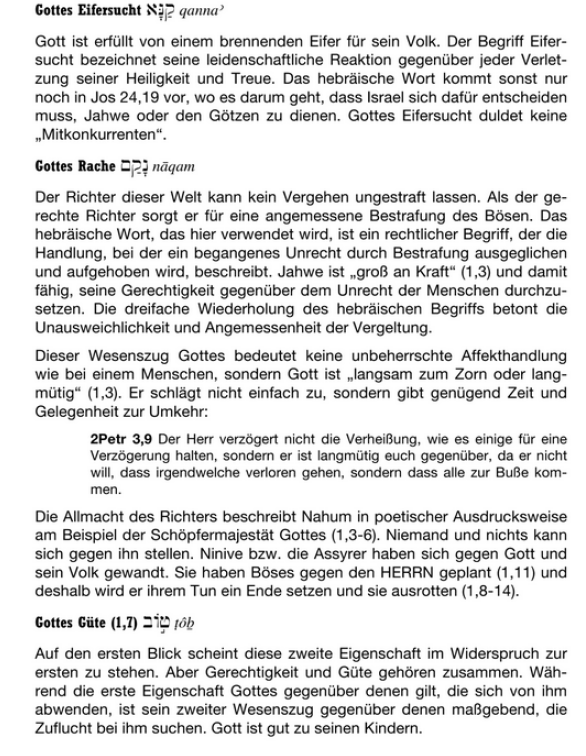 Gottes Eifersucht קַנָּא qannaʾ
Gott ist erfüllt von einem brennenden Eifer für sein Volk. Der Begriff Eifer-
sucht bezeichnet seine leidenschaftliche Reaktion gegenüber jeder Verlet-
zung seiner Heiligkeit und Treue. Das hebräische Wort kommt sonst nur
noch in Jos 24,19 vor, wo es darum geht, dass Israel sich dafür entscheiden
muss, Jahwe oder den Götzen zu dienen. Gottes Eifersucht duldet keine
„Mitkonkurrenten“.
Gottes Rache נָקַם nāqam
Der Richter dieser Welt kann kein Vergehen ungestraft lassen. Als der ge-
rechte Richter sorgt er für eine angemessene Bestrafung des Bösen. Das
hebräische Wort, das hier verwendet wird, ist ein rechtlicher Begriff, der die
Handlung, bei der ein begangenes Unrecht durch Bestrafung ausgeglichen
und aufgehoben wird, beschreibt. Jahwe ist „groß an Kraft“ (1,3) und damit
fähig, seine Gerechtigkeit gegenüber dem Unrecht der Menschen durchzu-
setzen. Die dreifache Wiederholung des hebräischen Begriffs betont die
Unausweichlichkeit und Angemessenheit der Vergeltung.
Dieser Wesenszug Gottes bedeutet keine unbeherrschte Affekthandlung
wie bei einem Menschen, sondern Gott ist „langsam zum Zorn oder lang-
mütig“ (1,3). Er schlägt nicht einfach zu, sondern gibt genügend Zeit und
Gelegenheit zur Umkehr:
2Petr 3,9 Der Herr verzögert nicht die Verheißung, wie es einige für eine
Verzögerung halten, sondern er ist langmütig euch gegenüber, da er nicht
will, dass irgendwelche verloren gehen, sondern dass alle zur Buße kom-
men.
Die Allmacht des Richters beschreibt Nahum in poetischer Ausdrucksweise
am Beispiel der Schöpfermajestät Gottes (1,3-6). Niemand und nichts kann
sich gegen ihn stellen. Ninive bzw. die Assyrer haben sich gegen Gott und
sein Volk gewandt. Sie haben Böses gegen den HERRN geplant (1,11) und
deshalb wird er ihrem Tun ein Ende setzen und sie ausrotten (1,8-14).
Gottes Güte (1,7) טוֹב ṭôḇ
Auf den ersten Blick scheint diese zweite Eigenschaft im Widerspruch zur
ersten zu stehen. Aber Gerechtigkeit und Güte gehören zusammen. Wäh-
rend die erste Eigenschaft Gottes gegenüber denen gilt, die sich von ihm
abwenden, ist sein zweiter Wesenszug gegenüber denen maßgebend, die
Zuflucht bei ihm suchen. Gott ist gut zu seinen Kindern.